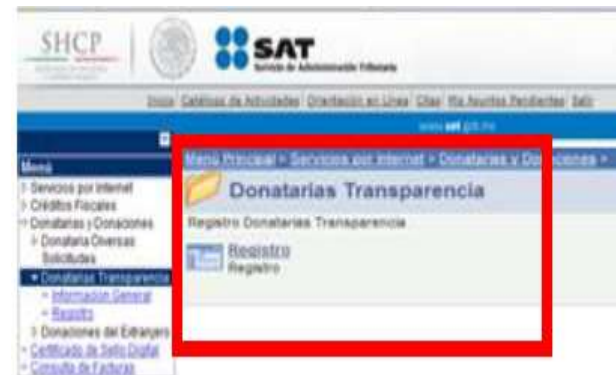 SHCP
SAT
Servicio de Administración Tributaria
Inicio Catálogo de Actividades Orientación en Línea Citas Mis Asuntos Pendientes Salir
www.sat.gob.mx
Menú
Servicios por Internet
Créditos Fiscales
Donatarias y Donaciones
Donataria Diversas
Solicitudes
Donatarias Transparencia
Información General
Registro
Donaciones del Extranjero
Certificado de Sello Digital
Consulta de Facturas
Menú Principal > Servicios por Internet > Donatarias y Donaciones >
Donatarias Transparencia
Registro Donatarias Transparencia
Registro
Registro